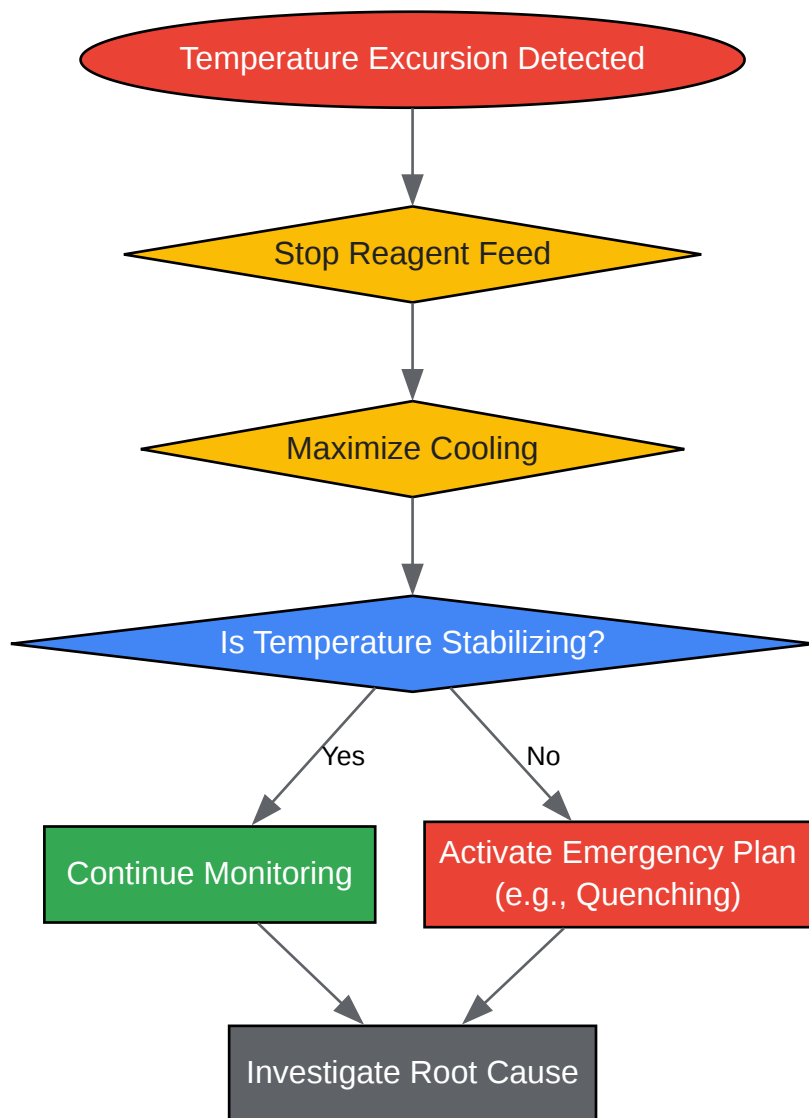 Temperature Excursion Detected
Stop Reagent Feed
Maximize Cooling
Is Temperature Stabilizing?
Yes
No
Continue Monitoring
Activate Emergency Plan
(e.g., Quenching)
Investigate Root Cause